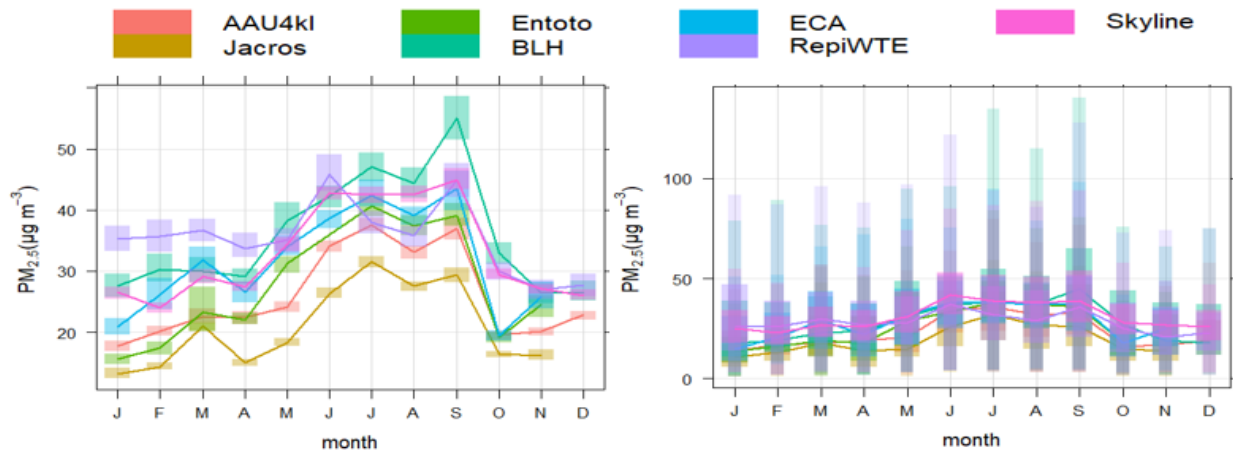 AAU4kl Entoto ECA Skyline
Jacros BLH RepiWTE
PM2.5(µg m−3)
50
40
30
20
J F M A M J J A S O N D
month
PM2.5(µg m−3)
100
50
0
J F M A M J J A S O N D
month